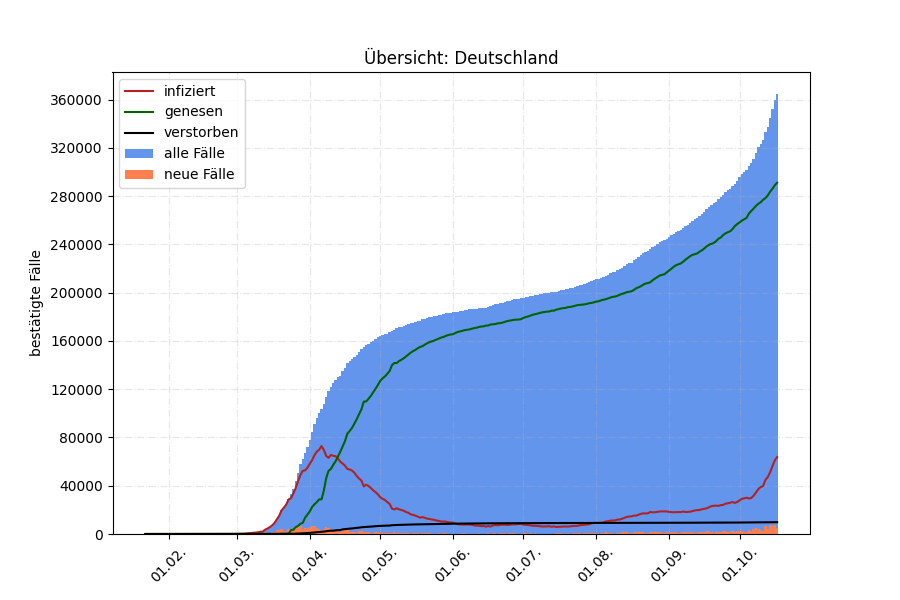 Übersicht: Deutschland
bestätigte Fälle
360000
320000
280000
240000
200000
160000
120000
80000
40000
0
infiziert
genesen
verstorben
alle Fälle
neue Fälle
01.02.
01.03.
01.04.
01.05.
01.06.
01.07.
01.08.
01.09.
01.10.